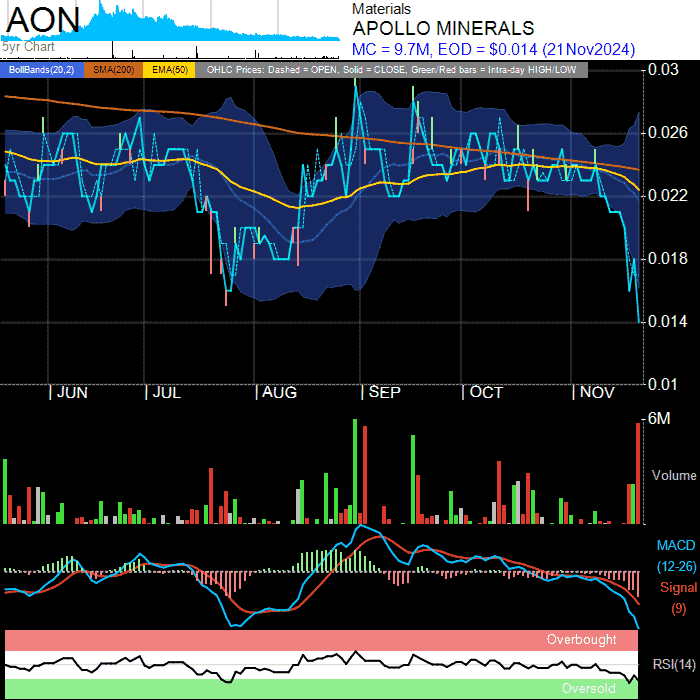 AON
5yr Chart
Materials
APOLLO MINERALS
MC = 9.7M, EOD = $0.014 (21Nov2024)
BollBands(20,2) SMA(200) EMA(50) OHLC Prices: Dashed = OPEN, Solid = CLOSE, Green/Red bars = Intra-day HIGH/LOW
0.03
0.026
0.022
0.018
0.014
0.01
JUN JUL AUG SEP OCT NOV
6M
Volume
MACD
(12-26)
Signal
(9)
Overbought
RSI(14)
Oversold